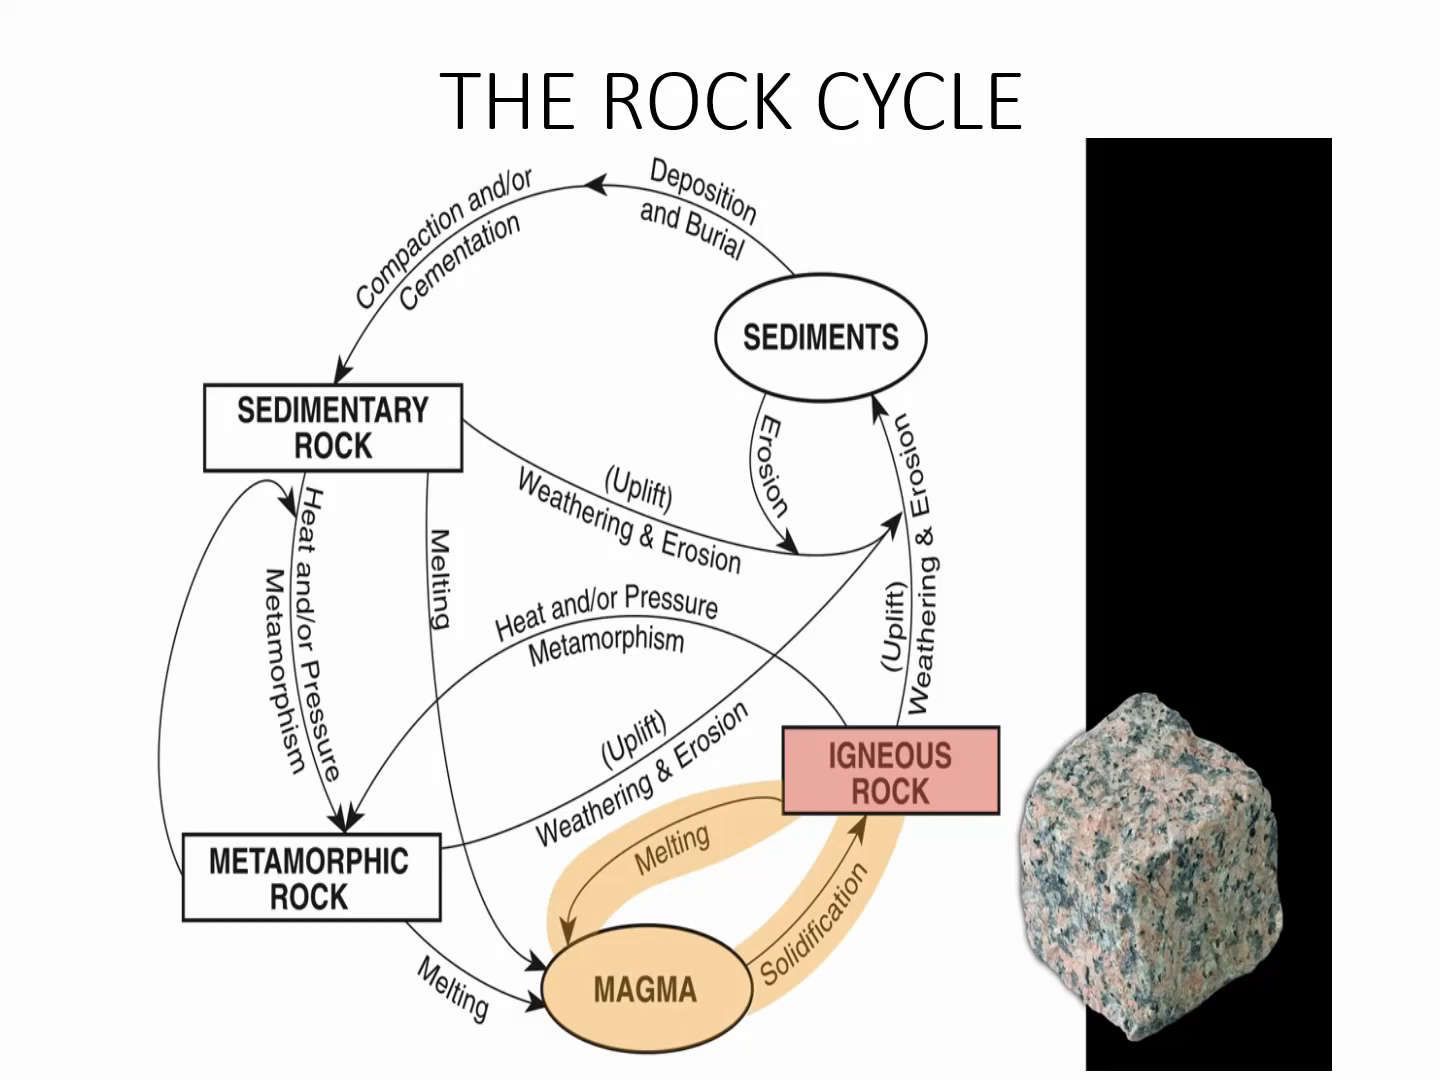 THE ROCK CYCLE
Deposition
and Burial
Compaction and/or
Cementation
SEDIMENTS
SEDIMENTARY
ROCK
Erosion
Weathering & Erosion
(Uplift)
(Uplift)
Weathering & Erosion
Heat and/or Pressure
Metamorphism
Melting
Heat and/or Pressure
Metamorphism
(Uplift)
Weathering & Erosion
IGNEOUS
ROCK
Melting
Solidification
METAMORPHIC
ROCK
Melting
MAGMA